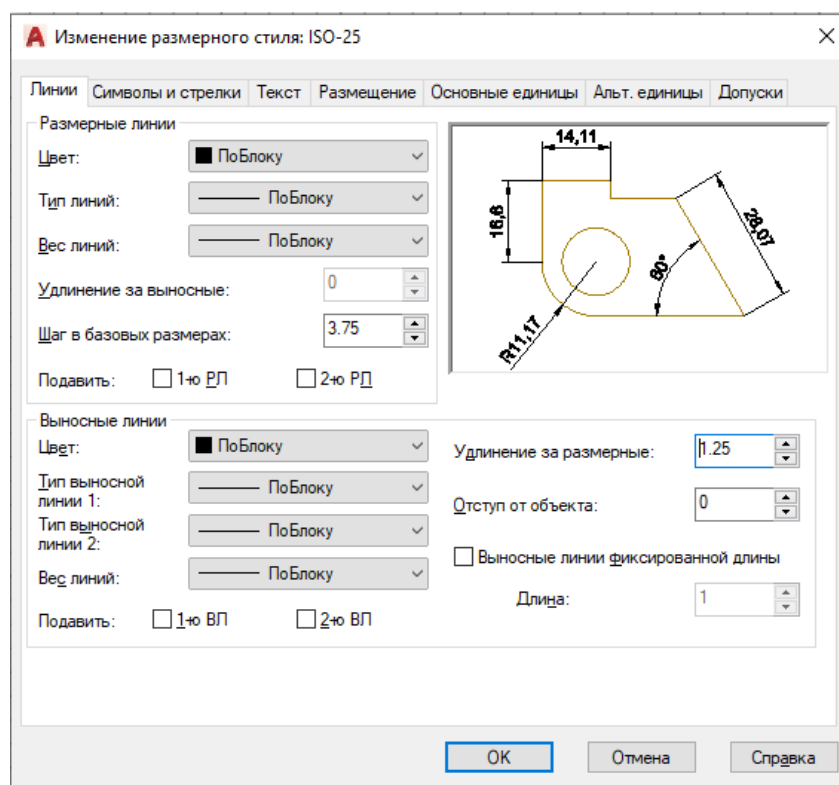 Изменение размерного стиля: ISO-25
Линии Символы и стрелки Текст Размещение Основные единицы Альт. единицы Допуски
Размерные линии
Цвет: ПоБлоку
Тип линий: ПоБлоку
Вес линий: ПоБлоку
Удлинение за выносные: 0
Шаг в базовых размерах: 3.75
Подавить: 1-ю РЛ 2-ю РЛ
14,11
16,6
28,07
60°
R11,17
Выносные линии
Цвет: ПоБлоку
Тип выносной линии 1: ПоБлоку
Тип выносной линии 2: ПоБлоку
Вес линий: ПоБлоку
Подавить: 1-ю ВЛ 2-ю ВЛ
Удлинение за размерные: 1.25
Отступ от объекта: 0
Выносные линии фиксированной длины
Длина: 1
OK Отмена Справка